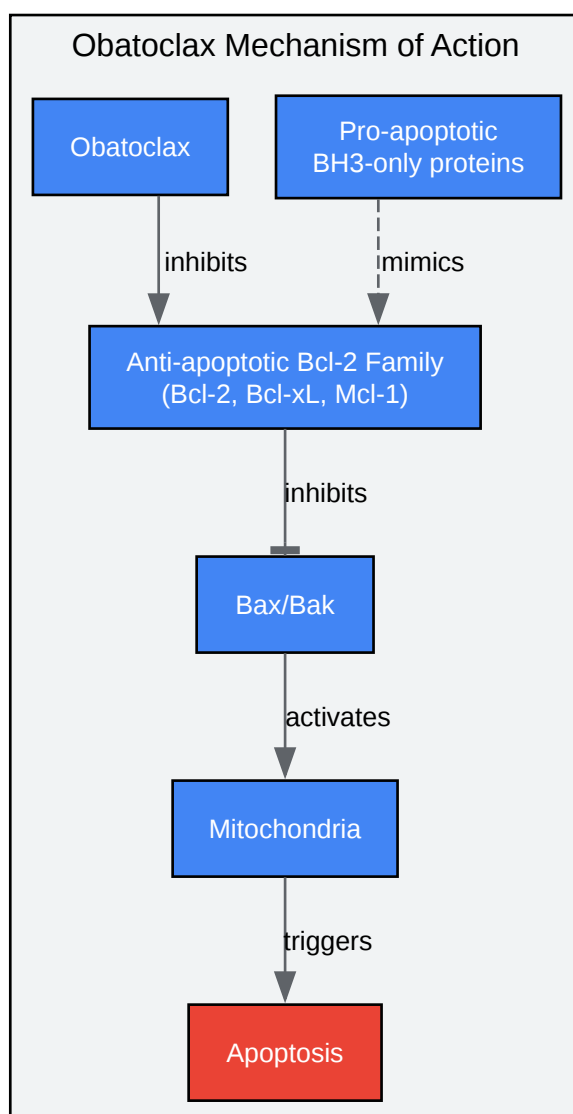 Obatoclax Mechanism of Action
Obatoclax
Pro-apoptotic
BH3-only proteins
inhibits
mimics
Anti-apoptotic Bcl-2 Family
(Bcl-2, Bcl-xL, Mcl-1)
inhibits
Bax/Bak
activates
Mitochondria
triggers
Apoptosis